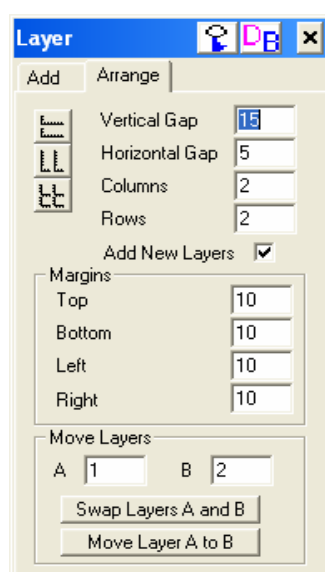 Layer
D B
Add Arrange
Vertical Gap 15
Horizontal Gap 5
Columns 2
Rows 2
Add New Layers
Margins
Top 10
Bottom 10
Left 10
Right 10
Move Layers
A 1 B 2
Swap Layers A and B
Move Layer A to B